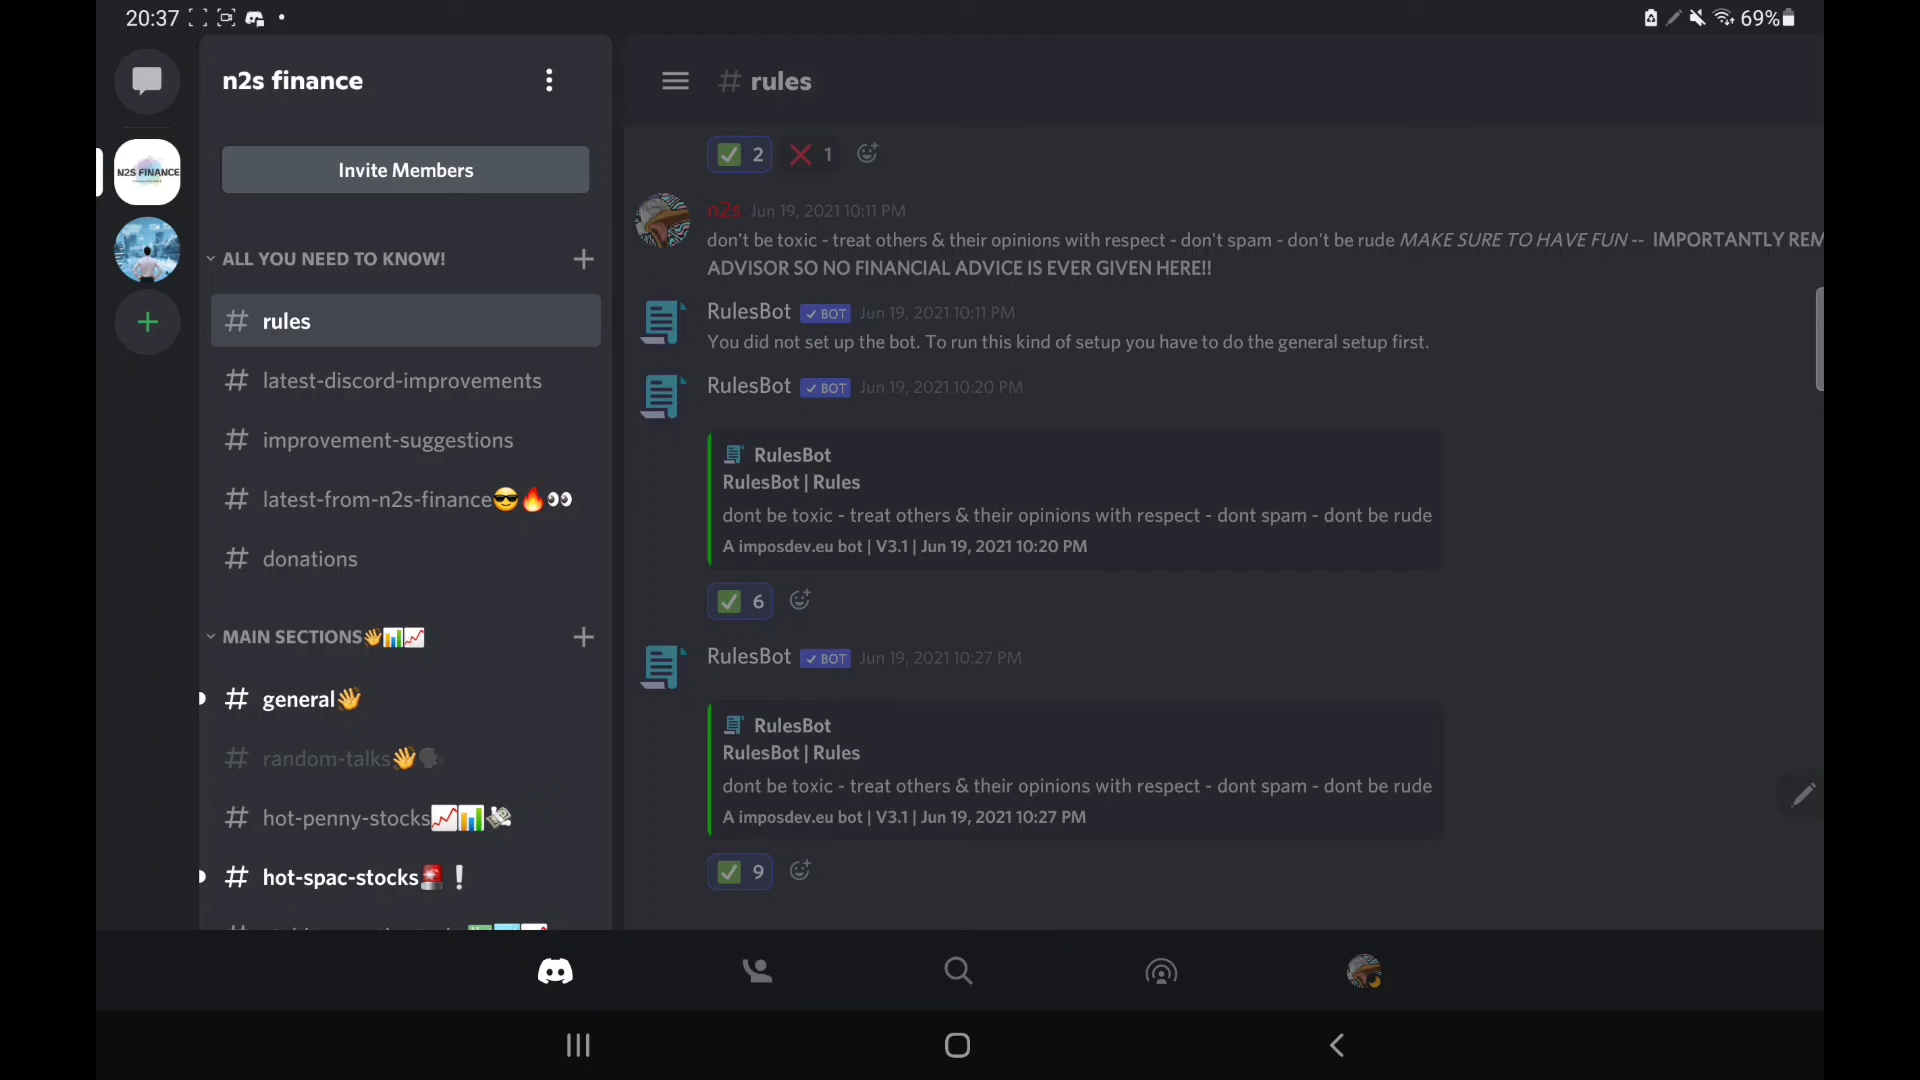 20:37
69%
n2s finance
# rules
Invite Members
N2S FINANCE
ALL YOU NEED TO KNOW!
# rules
# latest-discord-improvements
# improvement-suggestions
# latest-from-n2s-finance😎🔥👀
# donations
MAIN SECTIONS👋📊📈
# general👋
# random-talks👋🗣
# hot-penny-stocks📈📊💸
# hot-spac-stocks🚨❗
✅ 2 ❌ 1
n2s Jun 19, 2021 10:11 PM
don't be toxic - treat others & their opinions with respect - don't spam - don't be rude MAKE SURE TO HAVE FUN -- IMPORTANTLY REM
ADVISOR SO NO FINANCIAL ADVICE IS EVER GIVEN HERE!!
RulesBot ✓ BOT Jun 19, 2021 10:11 PM
You did not set up the bot. To run this kind of setup you have to do the general setup first.
RulesBot ✓ BOT Jun 19, 2021 10:20 PM
RulesBot
RulesBot | Rules
dont be toxic - treat others & their opinions with respect - dont spam - dont be rude
A imposdev.eu bot | V3.1 | Jun 19, 2021 10:20 PM
✅ 6
RulesBot ✓ BOT Jun 19, 2021 10:27 PM
RulesBot
RulesBot | Rules
dont be toxic - treat others & their opinions with respect - dont spam - dont be rude
A imposdev.eu bot | V3.1 | Jun 19, 2021 10:27 PM
✅ 9